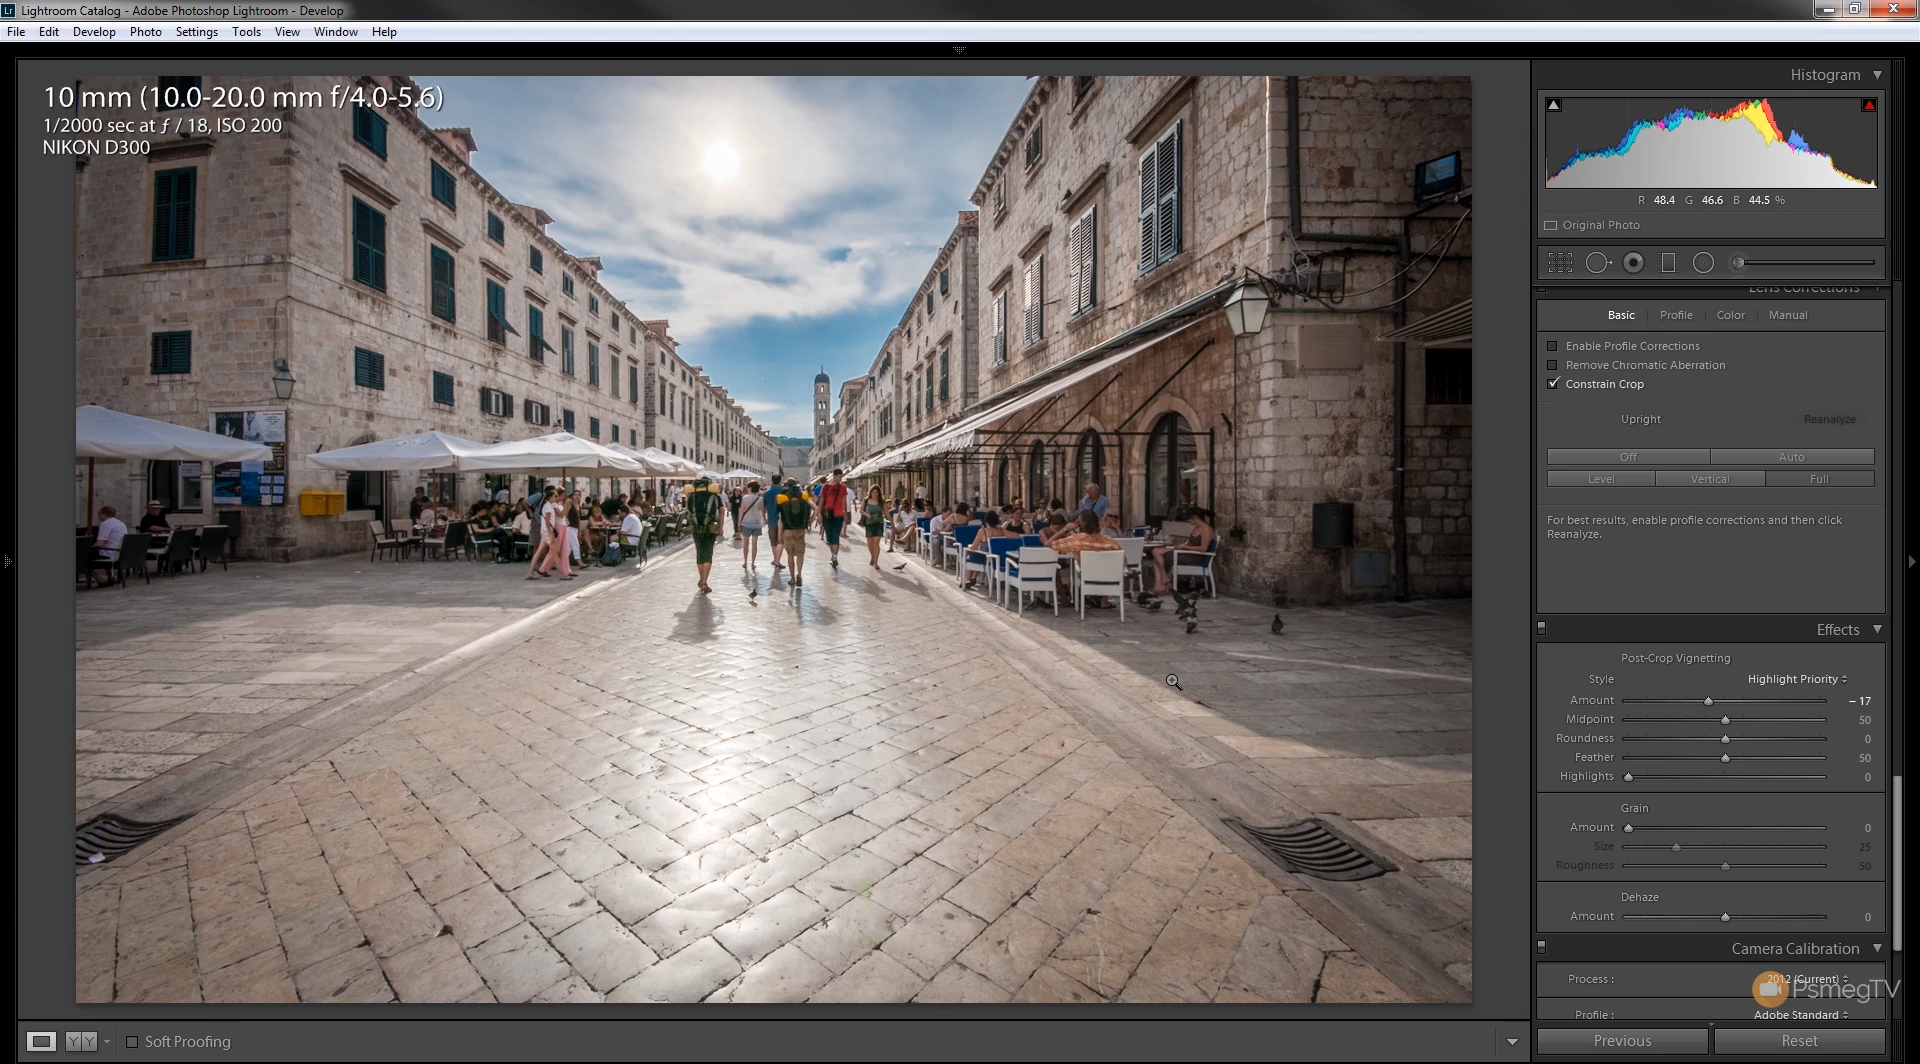 Lr Lightroom Catalog - Adobe Photoshop Lightroom - Develop
File Edit Develop Photo Settings Tools View Window Help
10 mm (10.0-20.0 mm f/4.0-5.6)
1/2000 sec at ƒ / 18, ISO 200
NIKON D300
Histogram
R 48.4 G 46.6 B 44.5 %
Original Photo
Lens Corrections
Basic Profile Color Manual
Enable Profile Corrections
Remove Chromatic Aberration
Constrain Crop
Upright Reanalyze
Off Auto
Level Vertical Full
For best results, enable profile corrections and then click
Reanalyze.
Effects
Post-Crop Vignetting
Style Highlight Priority
Amount – 17
Midpoint 50
Roundness 0
Feather 50
Highlights 0
Grain
Amount 0
Size 25
Roughness 50
Dehaze
Amount 0
Camera Calibration
Process : 2012 (Current)
PsmegTV
Profile : Adobe Standard
YY Soft Proofing
Previous Reset